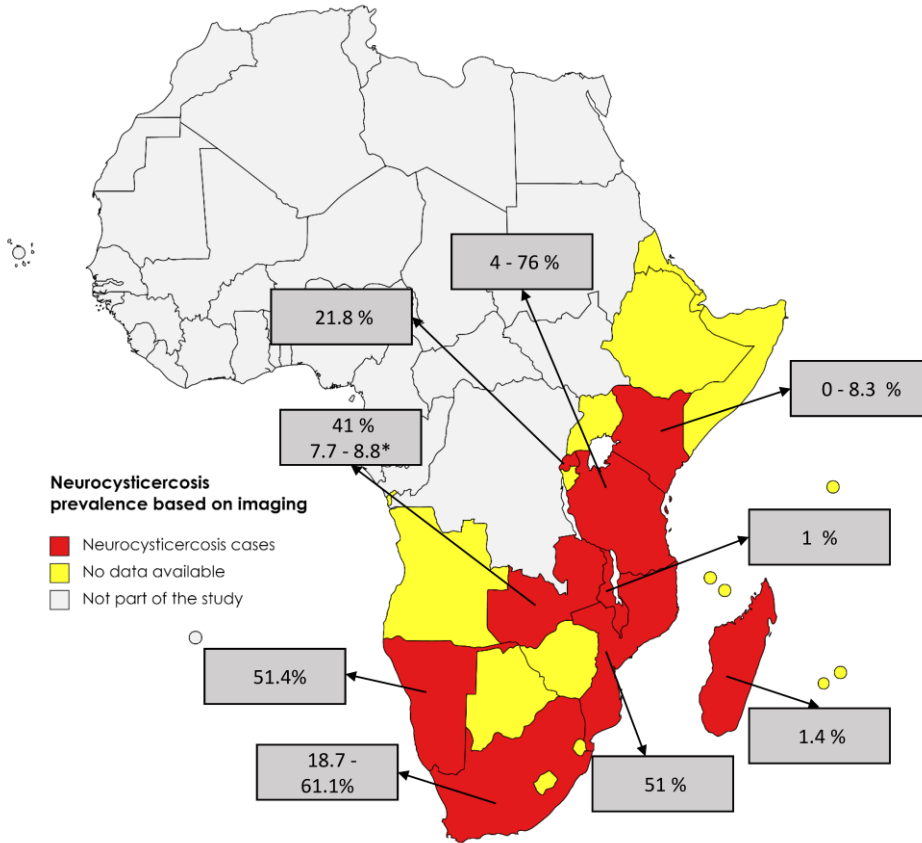 4 - 76 %
21.8 %
0 - 8.3 %
41 %
7.7 - 8.8*
Neurocysticercosis
prevalence based on imaging
Neurocysticercosis cases
No data available
Not part of the study
1 %
51.4%
1.4 %
18.7 -
61.1%
51 %